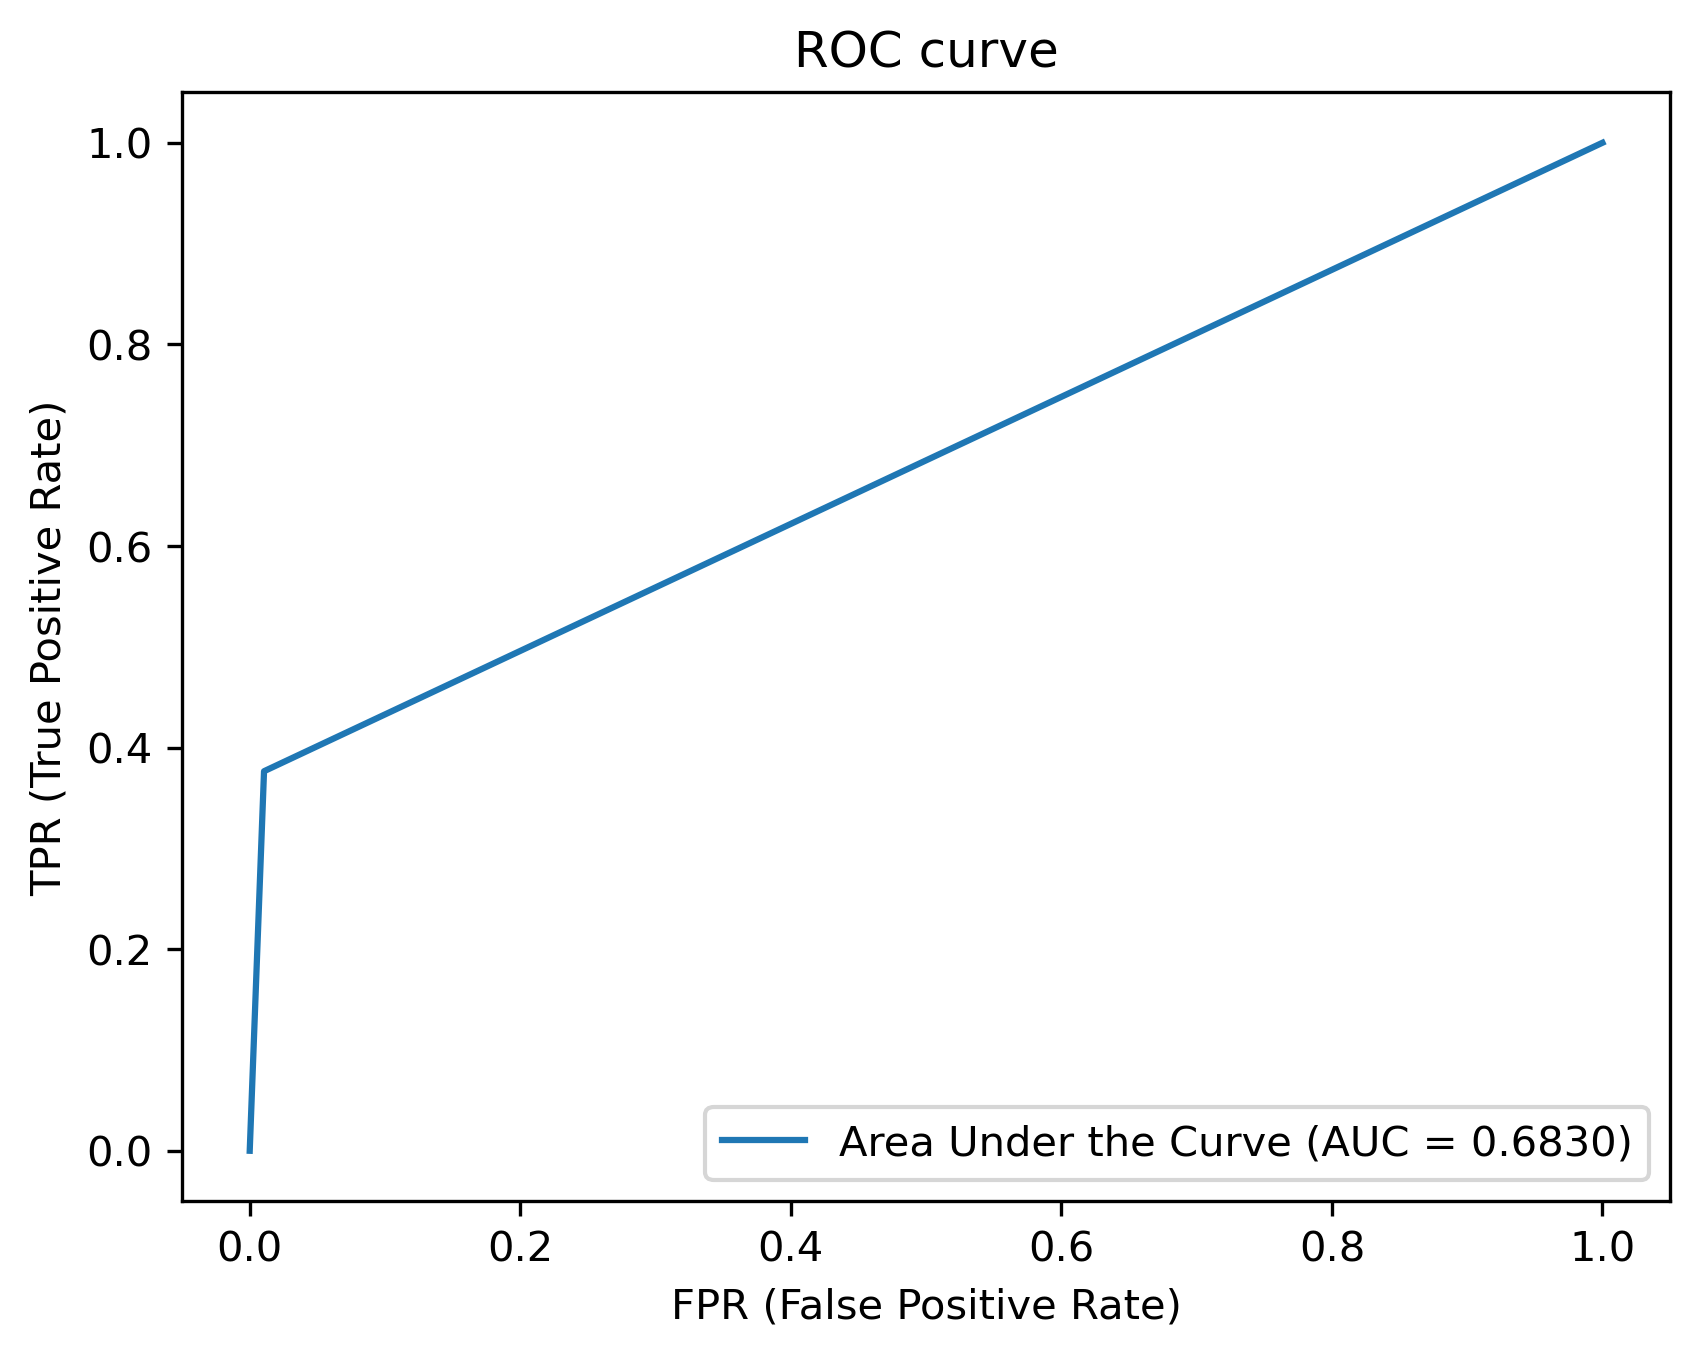 ROC curve
1.0
0.8
0.6
0.4
0.2
0.0
TPR (True Positive Rate)
Area Under the Curve (AUC = 0.6830)
0.0 0.2 0.4 0.6 0.8 1.0
FPR (False Positive Rate)